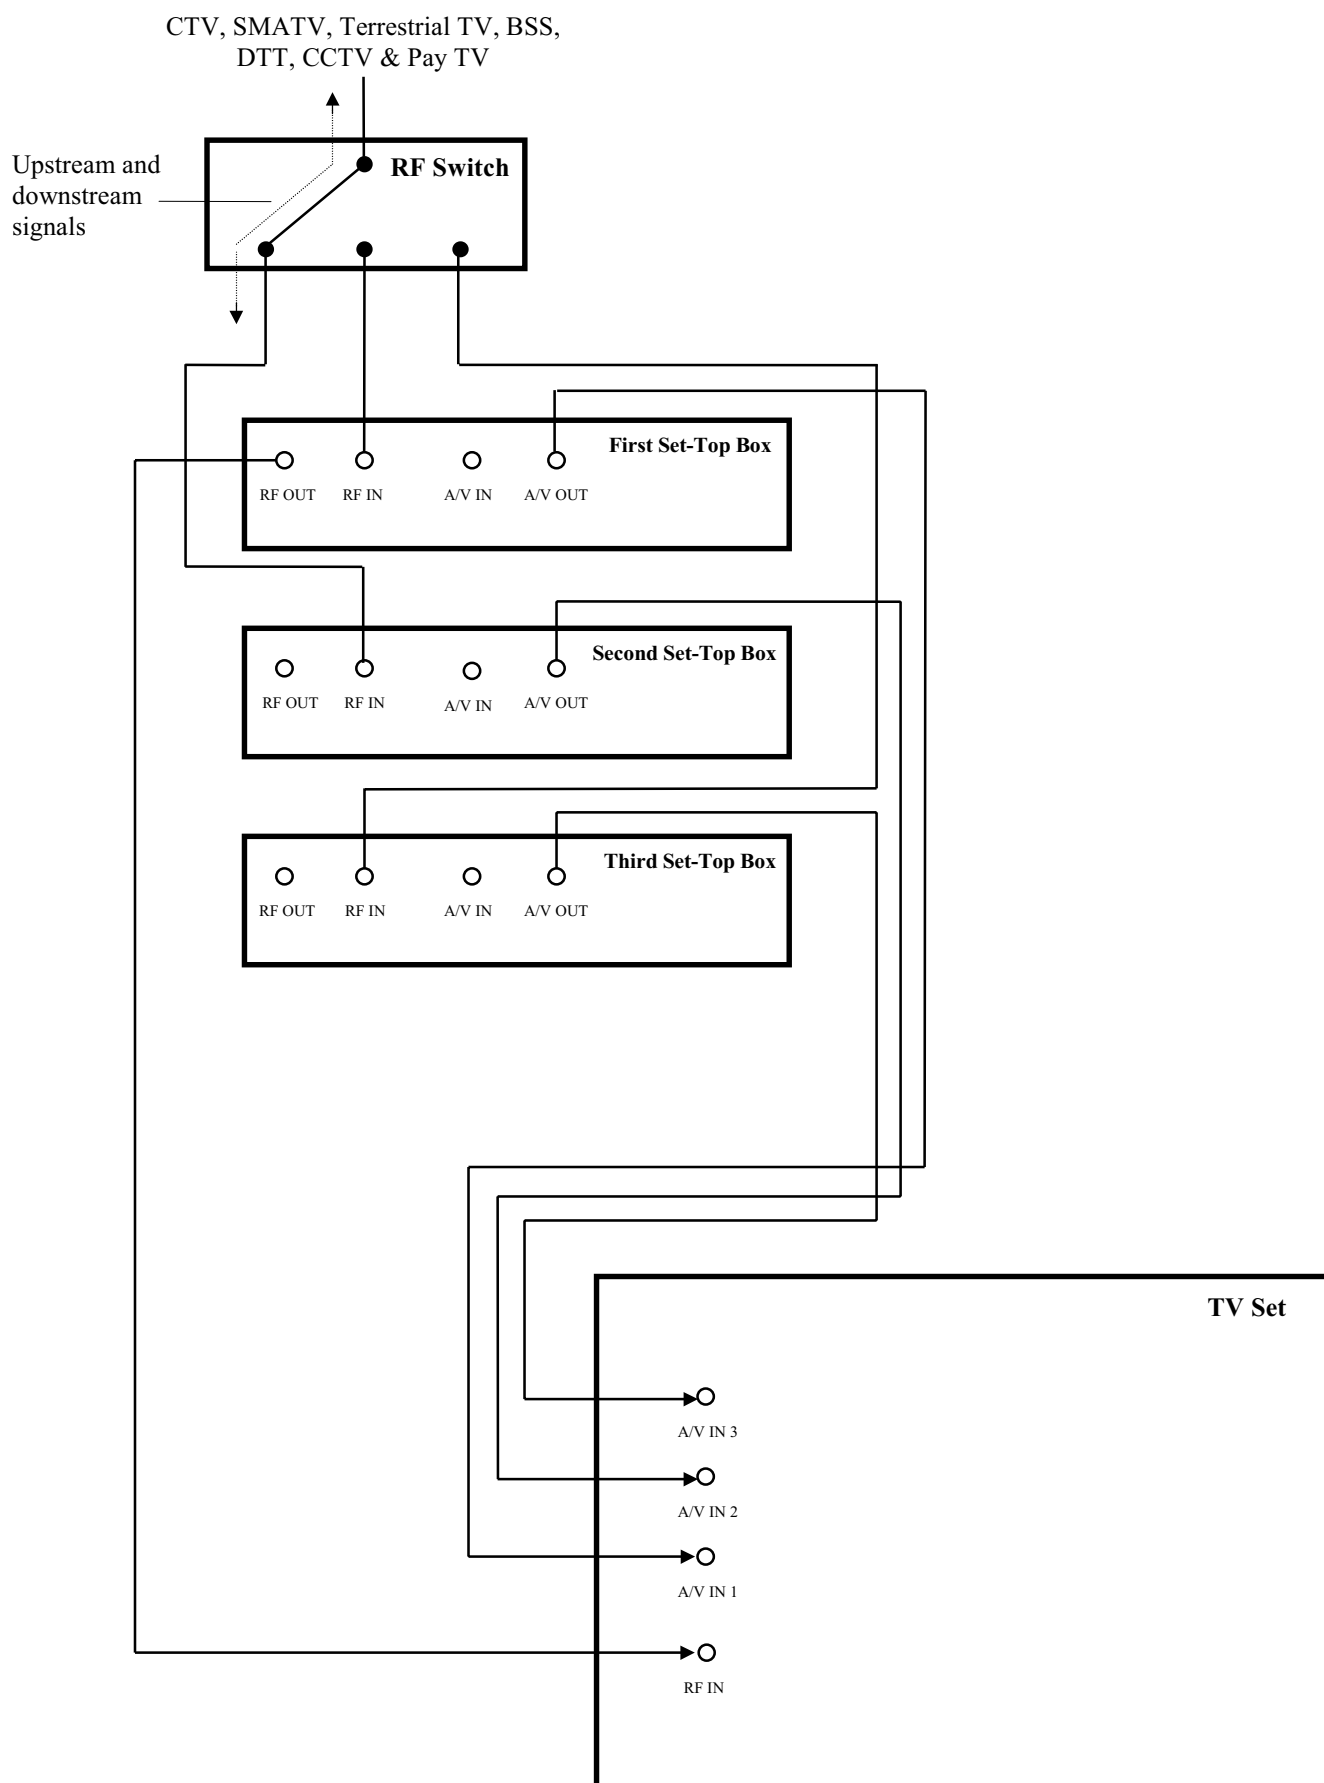 CTV, SMATV, Terrestrial TV, BSS,
DTT, CCTV & Pay TV
Upstream and
downstream
signals
RF Switch
First Set-Top Box
RF OUT RF IN A/V IN A/V OUT
Second Set-Top Box
RF OUT RF IN A/V IN A/V OUT
Third Set-Top Box
RF OUT RF IN A/V IN A/V OUT
TV Set
A/V IN 3
A/V IN 2
A/V IN 1
RF IN